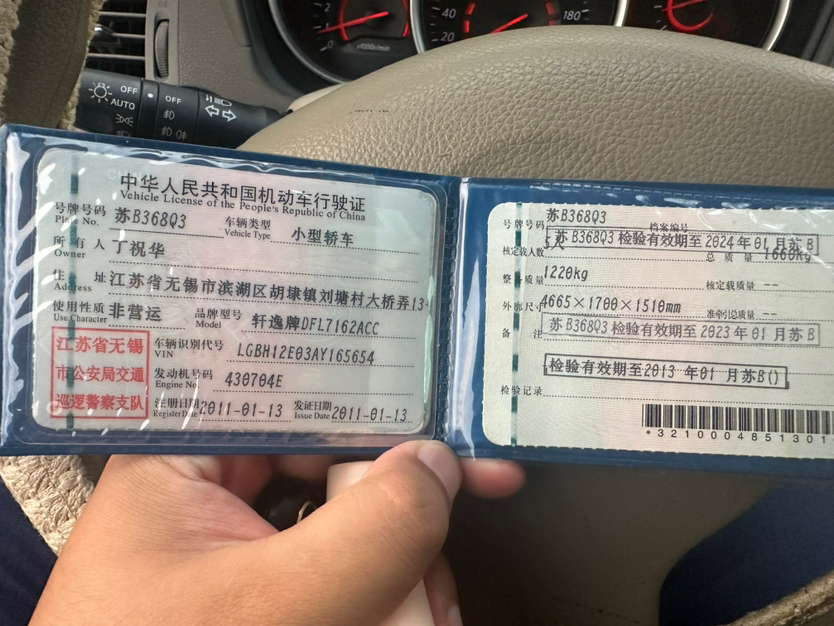 OFF
AUTO
OFF
0
x1000r/min
40
20
180
中华人民共和国机动车行驶证
Vehicle License of the People's Republic of China
号牌号码 苏B368Q3 车辆类型 小型轿车
Plate No. Vehicle Type
所有人 丁祝华
Owner
住址 江苏省无锡市滨湖区胡埭镇刘塘村大桥弄13
使用性质 非营运 品牌型号 轩逸牌DFL7162ACC
Use Character Model
江苏省无锡
市公安局交通
巡逻警察支队
车辆识别代号 LGBH12E03AY165654
VIN
发动机号码 430704E
Engine No.
注册日期 2011-01-13 发证日期 2011-01-13
Register Date Issue Date
号牌号码 苏B368Q3 档案编号
苏B368Q3 检验有效期至 2024年01月苏B
核定载人数 总质量 1660kg
整备质量 1220kg 核定载质量 --
外廓尺寸 4665×1700×1510mm 准牵引总质量 --
备注 苏B368Q3 检验有效期至 2023年01月苏B
检验有效期至2013年01月苏B()
检验记录
*3210004851301